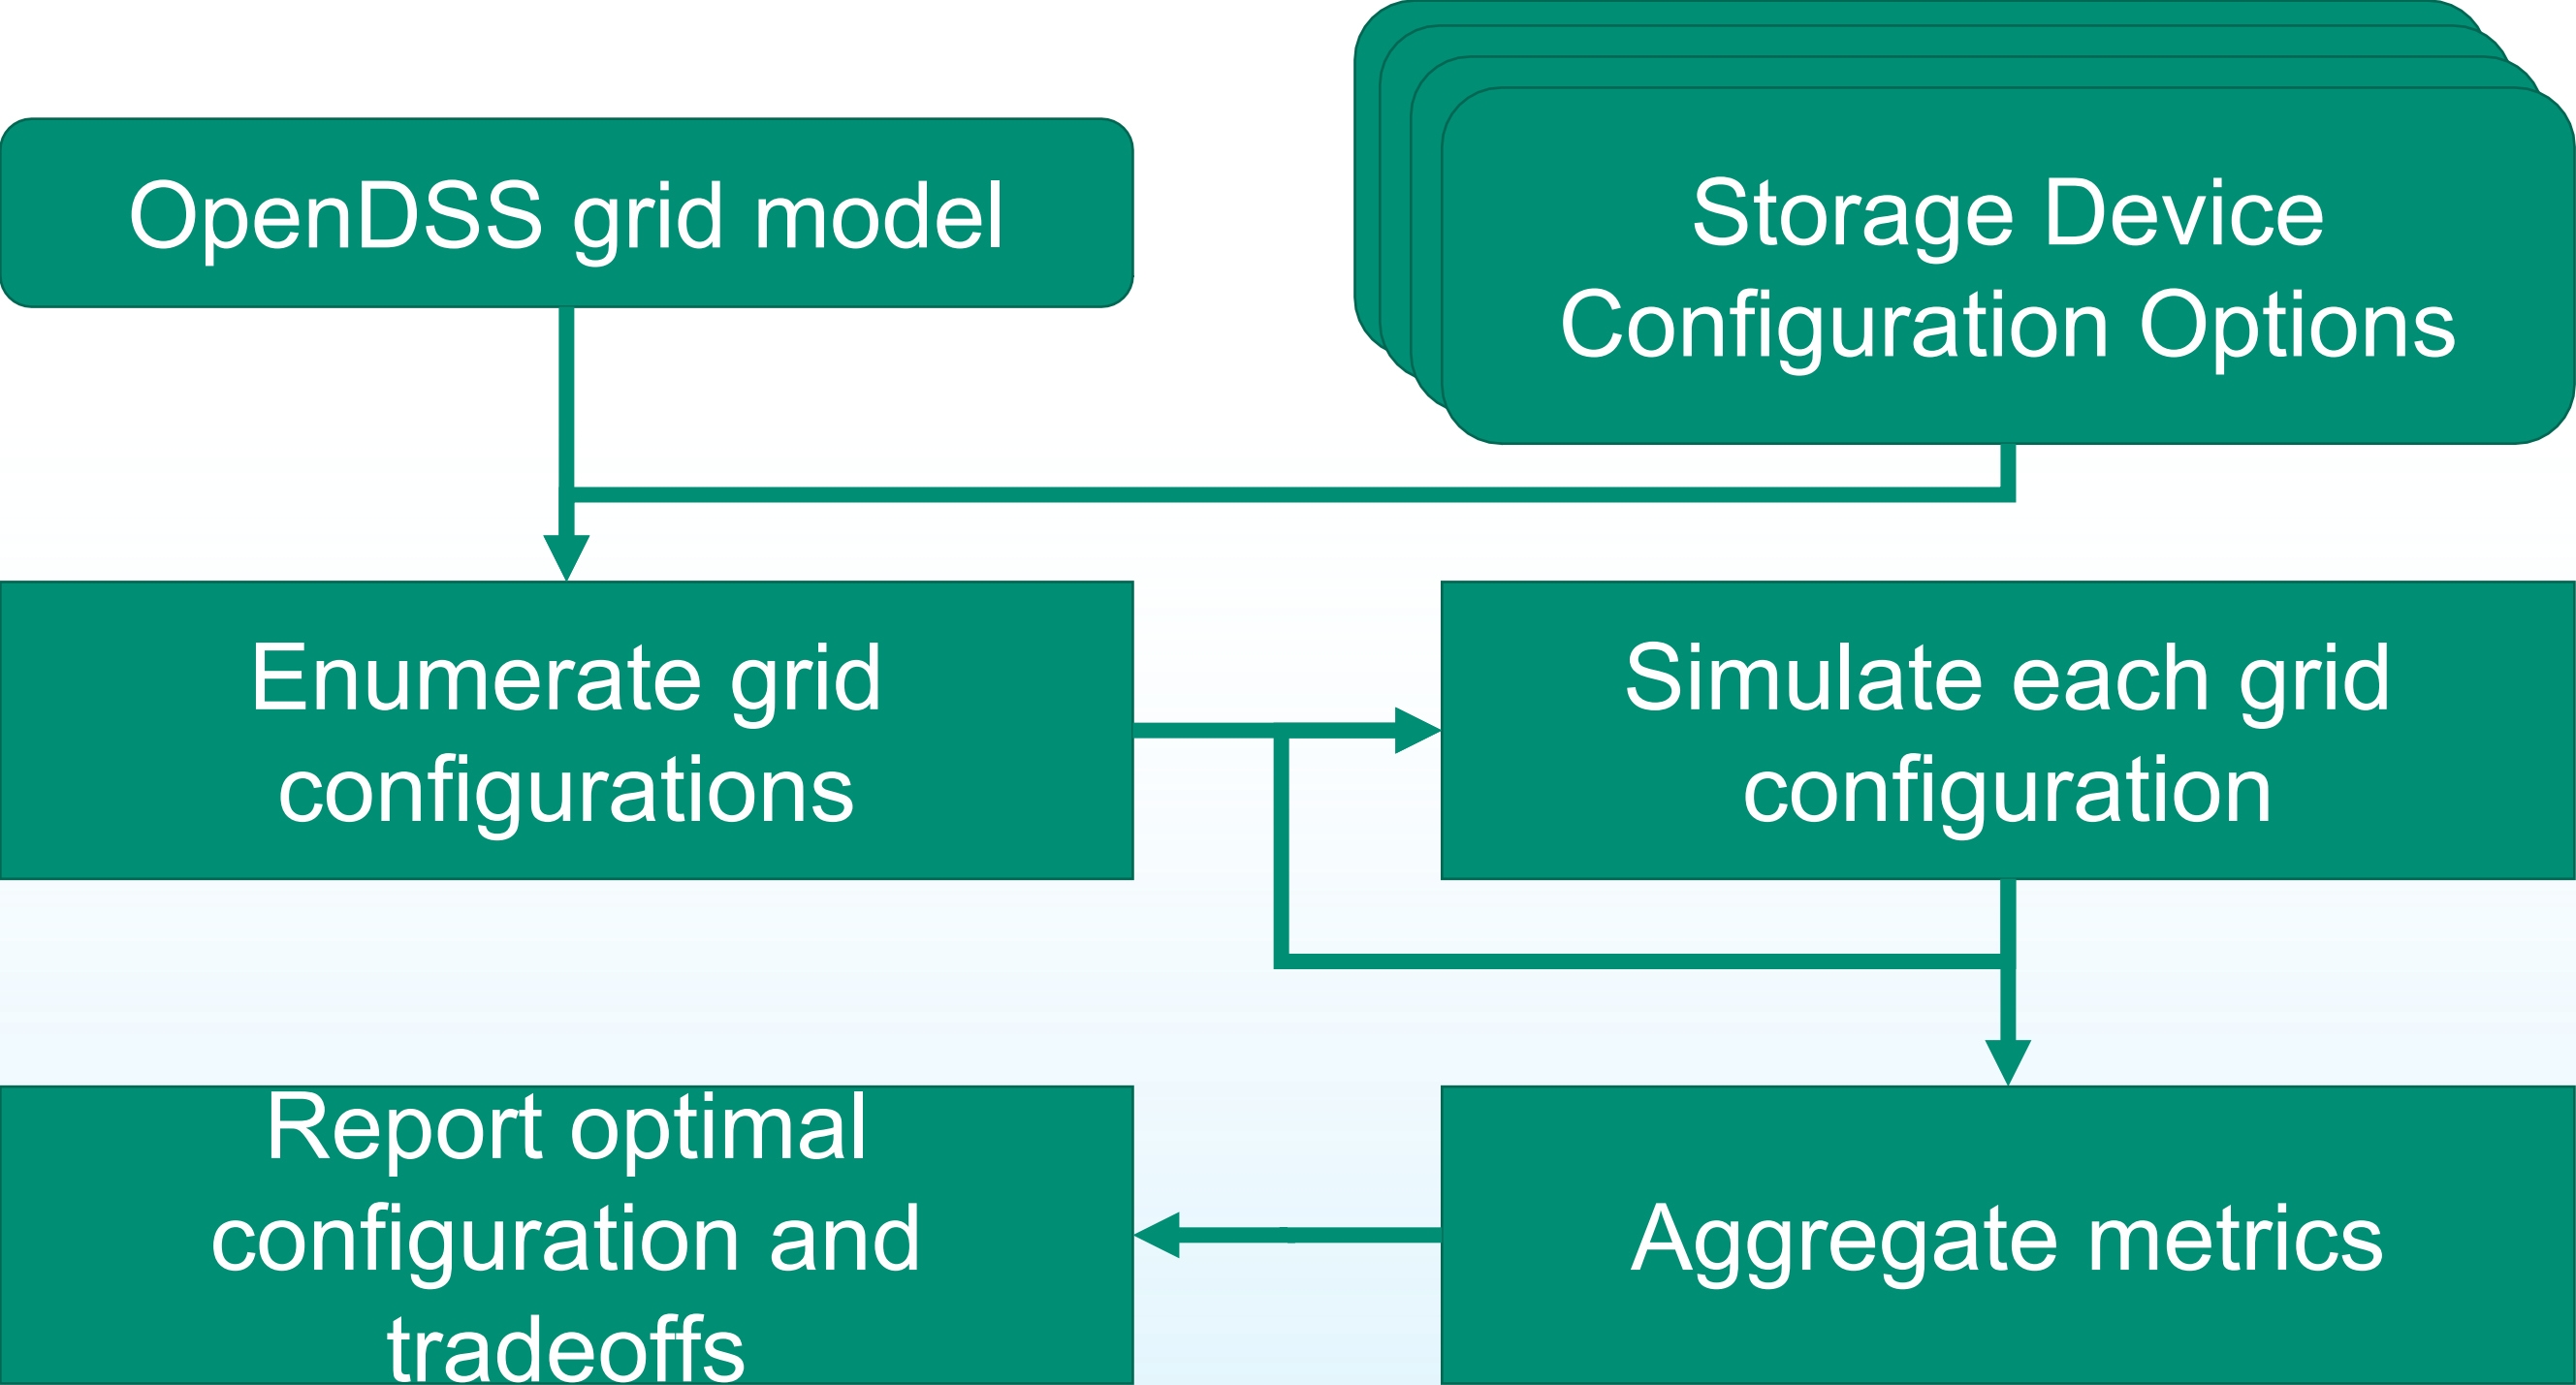 OpenDSS grid model
Storage Device
Configuration Options
Enumerate grid
configurations
Simulate each grid
configuration
Report optimal
configuration and
tradeoffs
Aggregate metrics